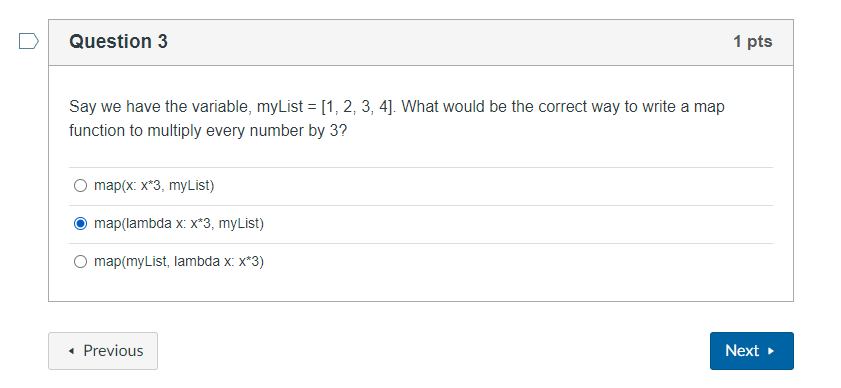 Question 3
1 pts
Say we have the variable, myList = [1, 2, 3, 4]. What would be the correct way to write a map
function to multiply every number by 3?
map(x: x*3, myList)
map(lambda x: x*3, myList)
map(myList, lambda x: x*3)
Previous
Next